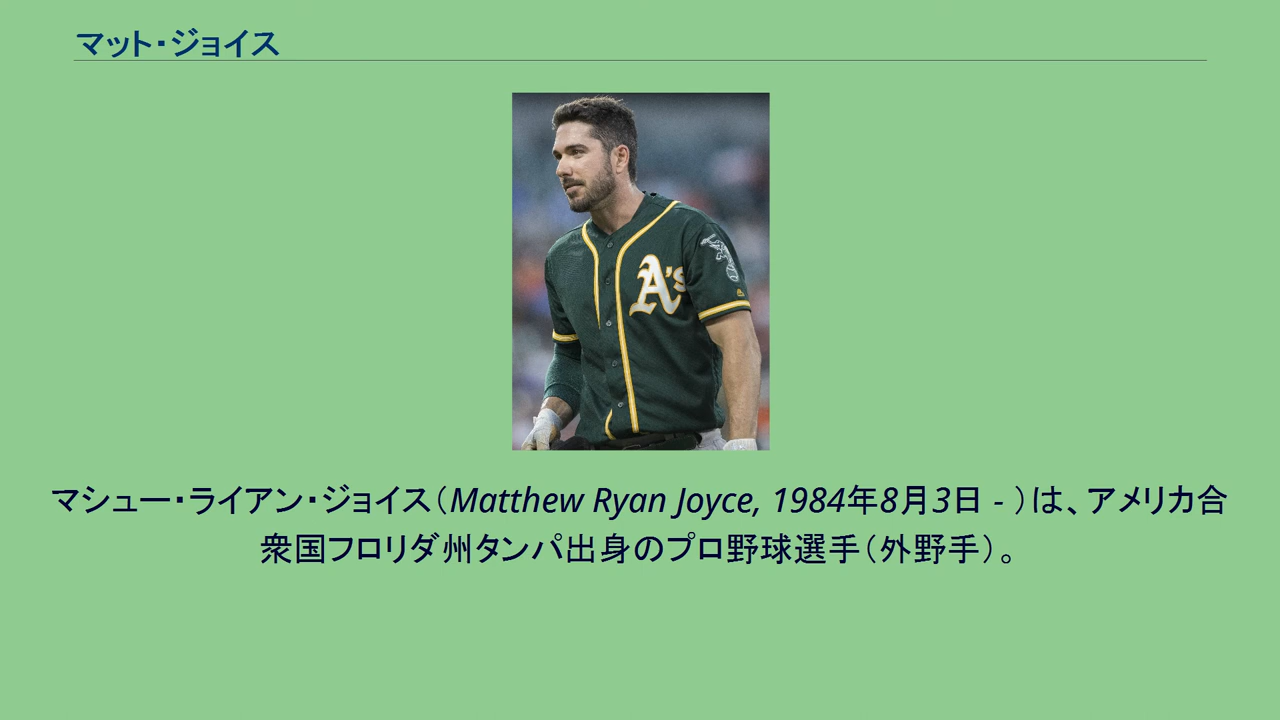 マット・ジョイス
A's
マシュー・ライアン・ジョイス（Matthew Ryan Joyce, 1984年8月3日 - ）は、アメリカ合
衆国フロリダ州タンパ出身のプロ野球選手（外野手）。